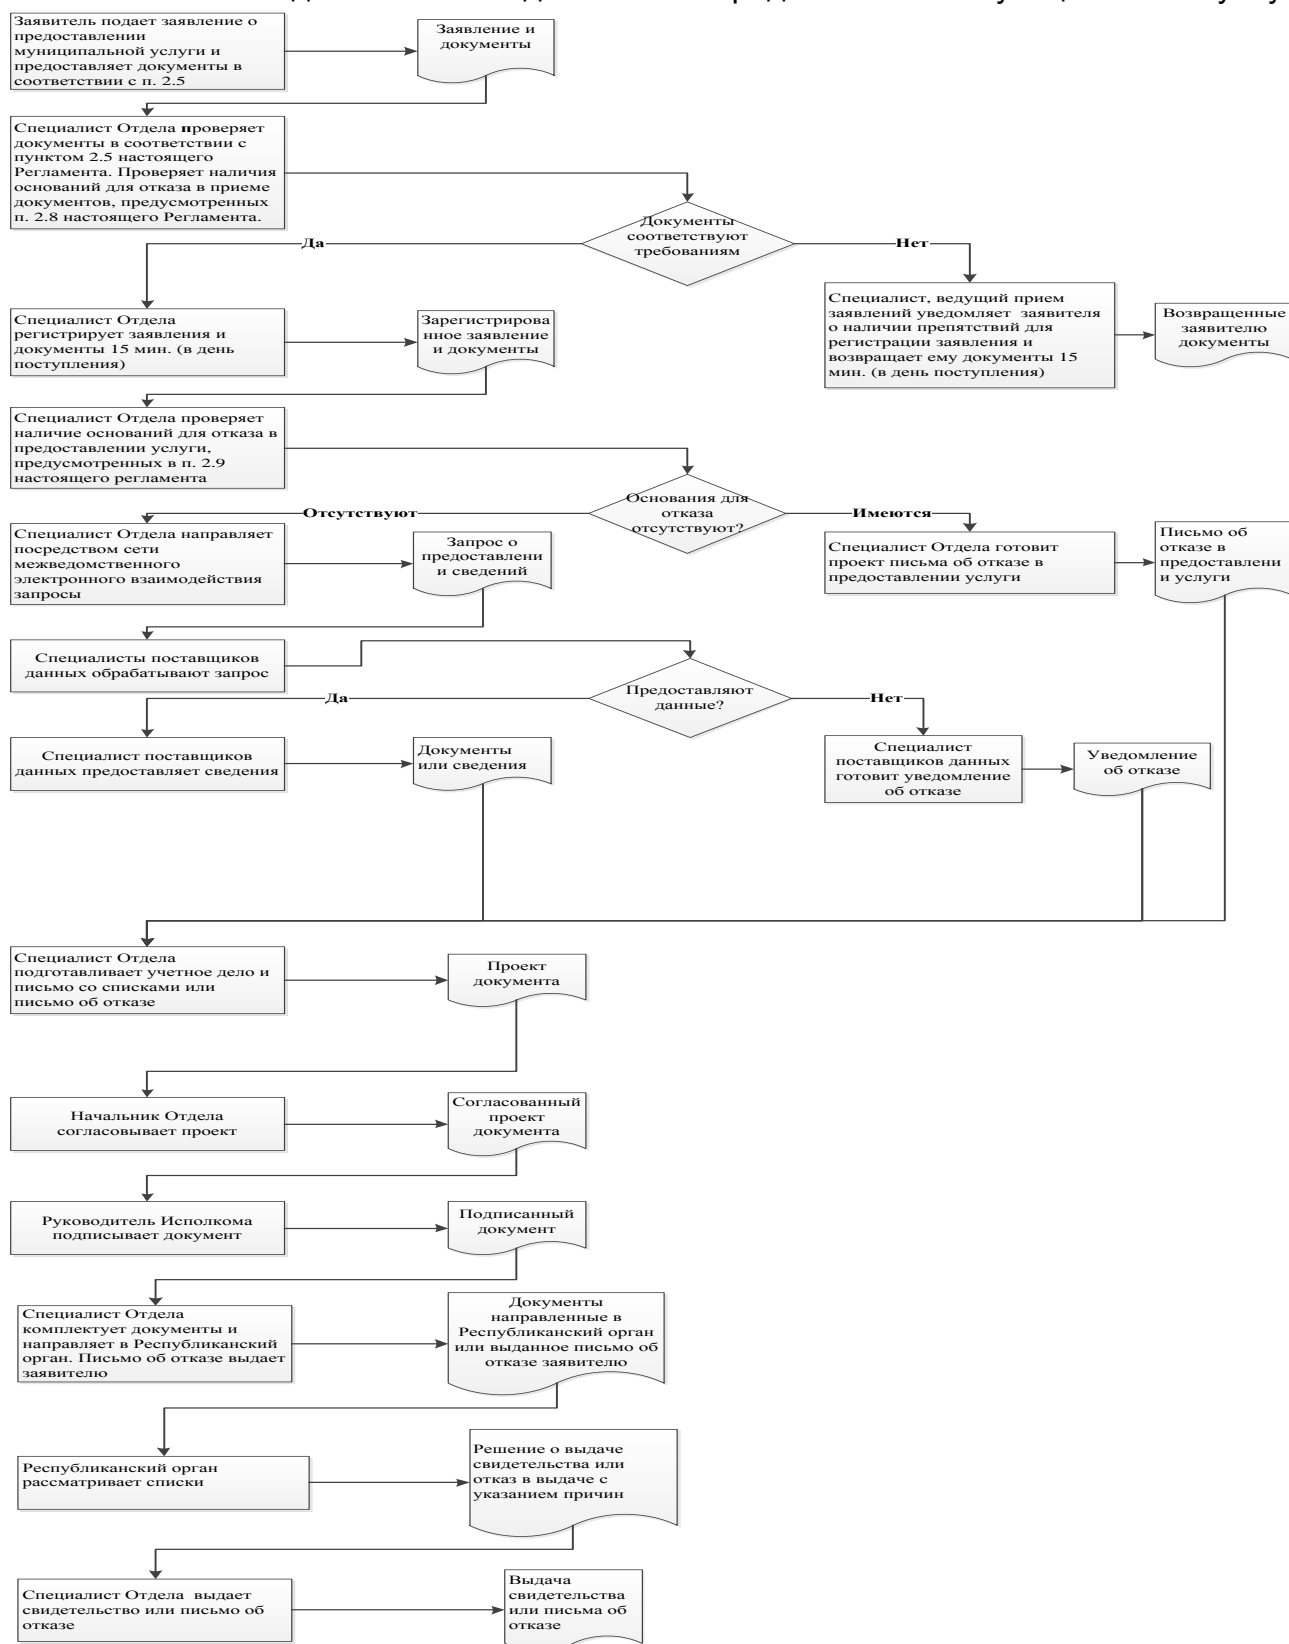 Заявитель подает заявление о
предоставлении
муниципальной услуги и
предоставляет документы в
соответствии с п. 2.5
Заявление и
документы
Специалист Отдела проверяет
документы в соответствии с
пунктом 2.5 настоящего
Регламента. Проверяет наличия
оснований для отказа в приеме
документов, предусмотренных
п. 2.8 настоящего Регламента.
Документы
соответствуют
требованиям
Да
Нет
Специалист Отдела
регистрирует заявления и
документы 15 мин. (в день
поступления)
Зарегистрирова
нное заявление
и документы
Специалист, ведущий прием
заявлений уведомляет заявителя
о наличии препятствий для
регистрации заявления и
возвращает ему документы 15
мин. (в день поступления)
Возвращенные
заявителю
документы
Специалист Отдела проверяет
наличие оснований для отказа в
предоставлении услуги,
предусмотренных в п. 2.9
настоящего регламента
Основания для
отказа
отсутствуют?
Отсутствуют
Имеются
Специалист Отдела направляет
посредством сети
межведомственного
электронного взаимодействия
запросы
Запрос о
предоставлени
и сведений
Специалист Отдела готовит
проект письма об отказе в
предоставлении услуги
Письмо об
отказе в
предоставлени
и услуги
Специалисты поставщиков
данных обрабатывают запрос
Предоставляют
данные?
Да
Нет
Специалист поставщиков
данных предоставляет сведения
Документы
или сведения
Специалист
поставщиков данных
готовит уведомление
об отказе
Уведомление
об отказе
Специалист Отдела
подготавливает учетное дело и
письмо со списками или
письмо об отказе
Проект
документа
Начальник Отдела
согласовывает проект
Согласованный
проект
документа
Руководитель Исполкома
подписывает документ
Подписанный
документ
Специалист Отдела
комплектует документы и
направляет в Республиканский
орган. Письмо об отказе выдает
заявителю
Документы
направленные в
Республиканский орган
или выданное письмо об
отказе заявителю
Республиканский орган
рассматривает списки
Решение о выдаче
свидетельства или
отказ в выдаче с
указанием причин
Специалист Отдела выдает
свидетельство или письмо об
отказе
Выдача
свидетельства
или письма об
отказе